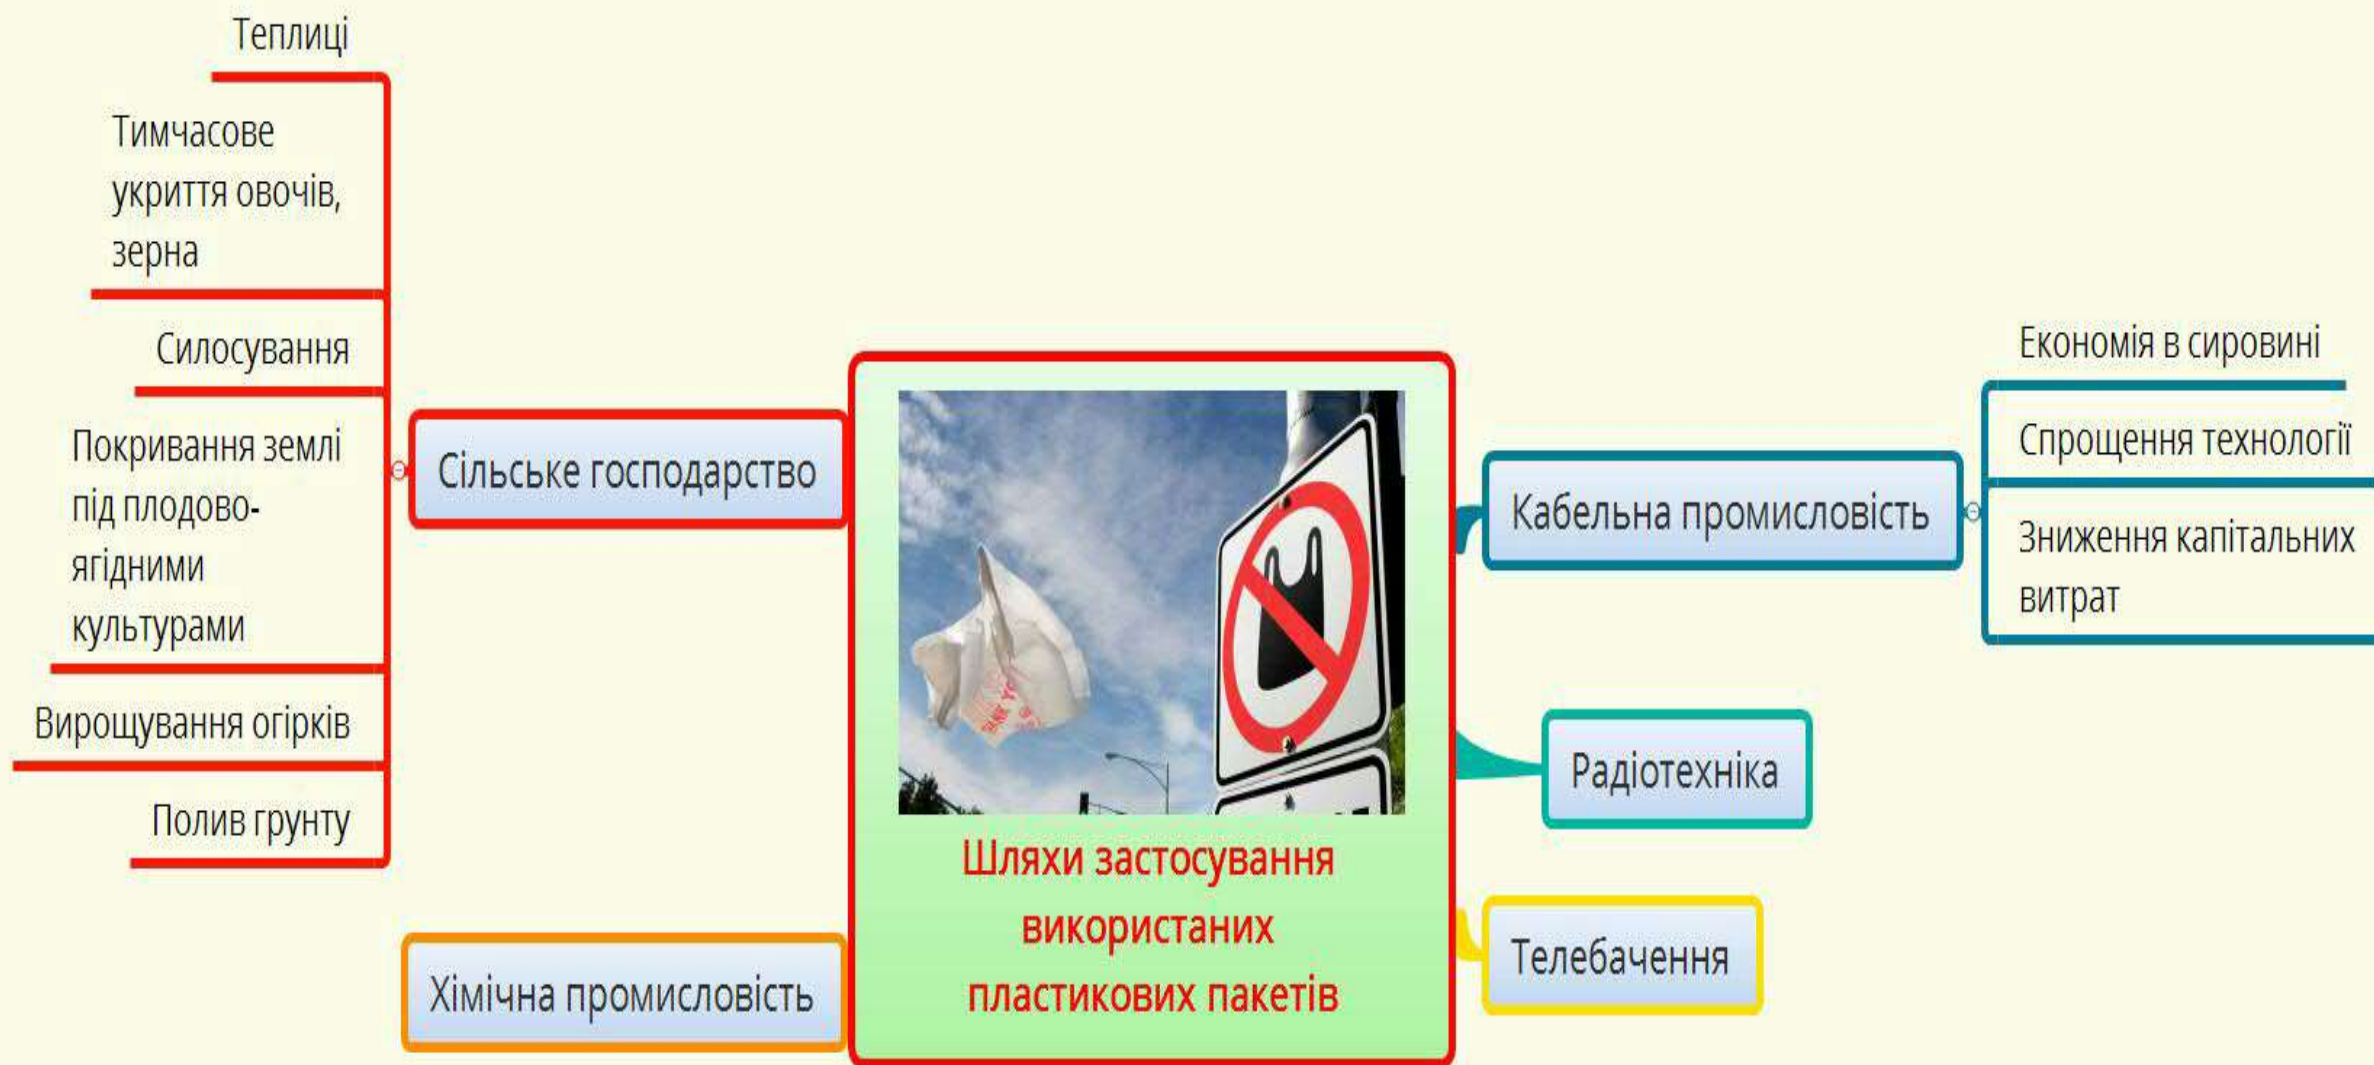 Теплиці
Тимчасове
укриття овочів,
зерна
Силосування
Покривання землі
під плодово-
ягідними
культурами
Вирощування огірків
Полив грунту
Сільське господарство
Хімічна промисловість
Шляхи застосування
використаних
пластикових пакетів
Кабельна промисловість
Економія в сировині
Спрощення технології
Зниження капітальних
витрат
Радіотехніка
Телебачення